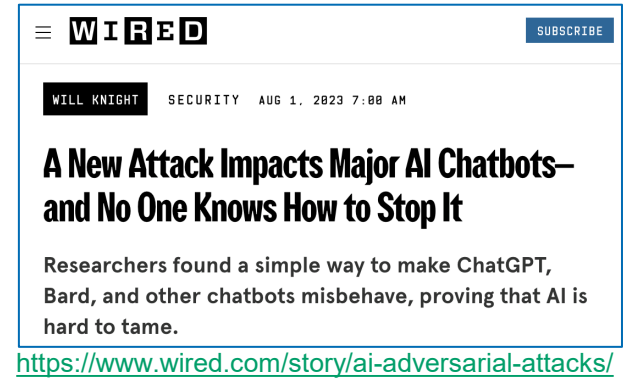 WIRED
SUBSCRIBE
WILL KNIGHT SECURITY AUG 1, 2023 7:00 AM
A New Attack Impacts Major AI Chatbots—
and No One Knows How to Stop It
Researchers found a simple way to make ChatGPT,
Bard, and other chatbots misbehave, proving that AI is
hard to tame.
https://www.wired.com/story/ai-adversarial-attacks/